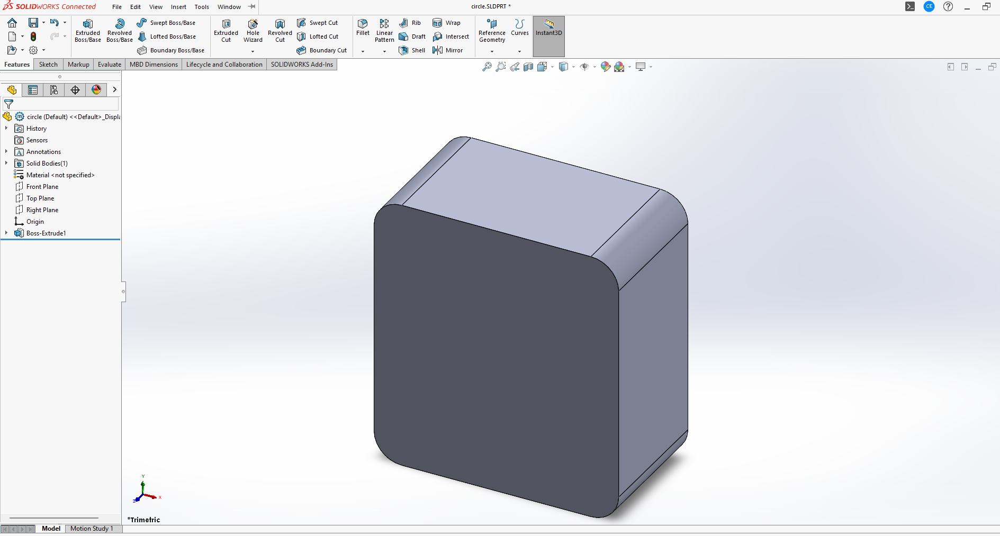 SOLIDWORKS Connected File Edit View Insert Tools Window circle.SLDPRT * CE
Extruded Boss/Base
Revolved Boss/Base
Swept Boss/Base
Lofted Boss/Base
Boundary Boss/Base
Extruded Cut
Hole Wizard
Revolved Cut
Swept Cut
Lofted Cut
Boundary Cut
Fillet
Linear Pattern
Rib
Draft
Shell
Wrap
Intersect
Mirror
Reference Geometry
Curves
Instant3D
Features Sketch Markup Evaluate MBD Dimensions Lifecycle and Collaboration SOLIDWORKS Add-Ins
circle (Default) <<Default>_Displa
History
Sensors
Annotations
Solid Bodies(1)
Material <not specified>
Front Plane
Top Plane
Right Plane
Origin
Boss-Extrude1
Y
X
Z
*Trimetric
Model Motion Study 1